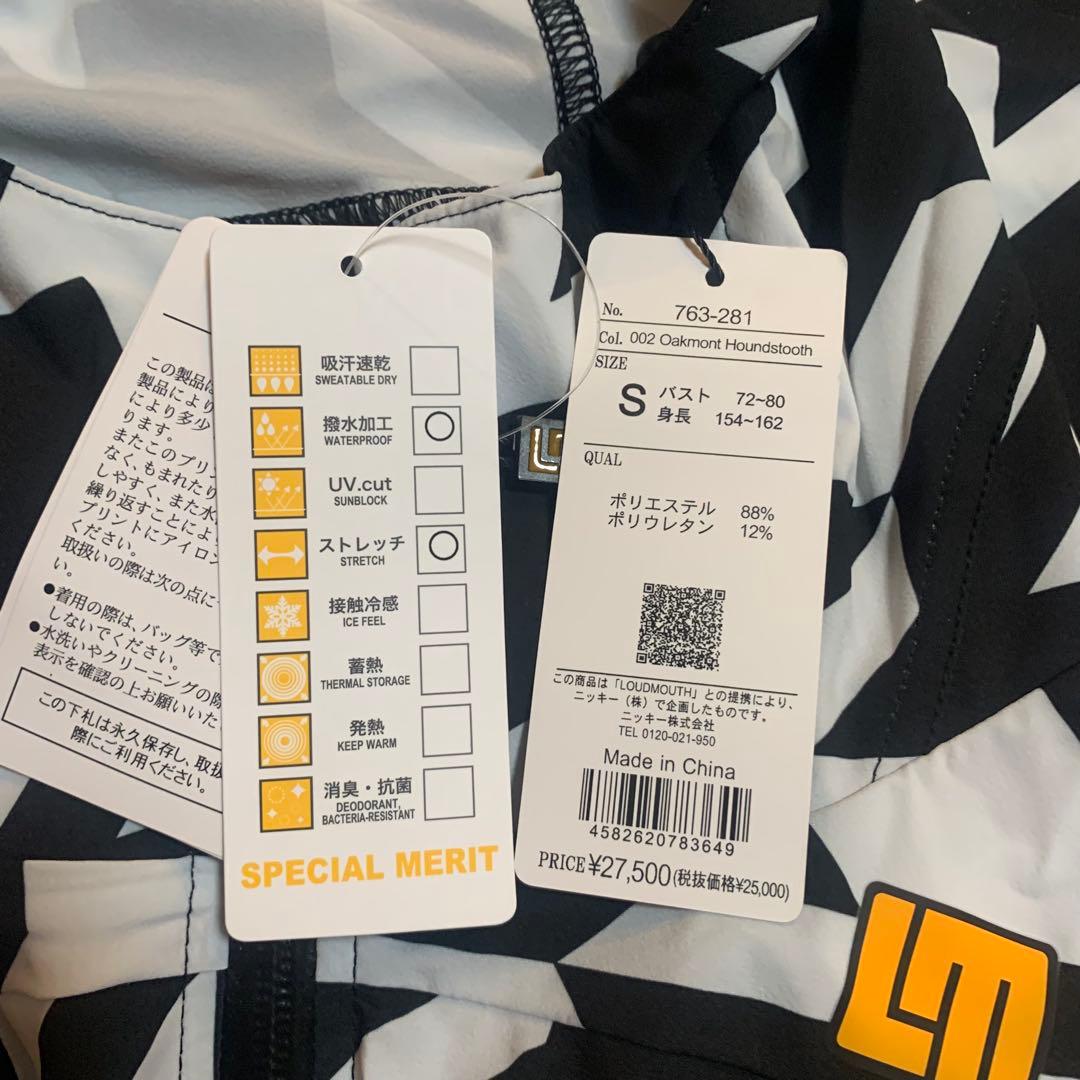 この製品は
製品により
により多少
ります。
またこのプリン
なく、もまれたり
しやすく、また水
繰り返すことによ
プリントにアイロン
ください。
取扱いの際は次の点に
い。
●着用の際は、バッグ等で
しないでください。
●水洗いやクリーニングの際
表示を確認の上お願いいた
この下札は永久保存し、取扱
際にご利用ください。
吸汗速乾
SWEATABLE DRY
撥水加工
WATERPROOF
○
UV.cut
SUNBLOCK
ストレッチ
STRETCH
○
接触冷感
ICE FEEL
蓄熱
THERMAL STORAGE
発熱
KEEP WARM
消臭・抗菌
DEODORANT,
BACTERIA-RESISTANT
SPECIAL MERIT
No. 763-281
Col. 002 Oakmont Houndstooth
SIZE
S バスト 72~80
身長 154~162
QUAL
ポリエステル 88%
ポリウレタン 12%
この商品は「LOUDMOUTH」との提携により、
ニッキー（株）で企画したものです。
ニッキー株式会社
TEL 0120-021-950
Made in China
4582620783649
PRICE ¥27,500(税抜価格¥25,000)
LM